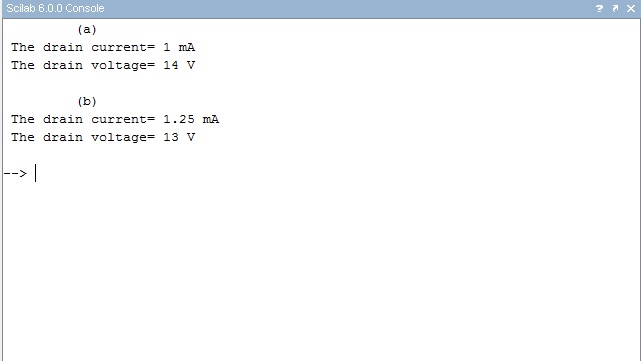 Scilab 6.0.0 Console
(a)
The drain current= 1 mA
The drain voltage= 14 V
(b)
The drain current= 1.25 mA
The drain voltage= 13 V
-->